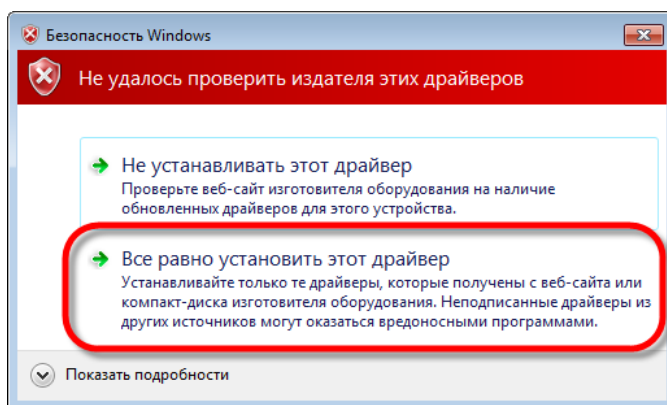 Безопасность Windows
Не удалось проверить издателя этих драйверов
Не устанавливать этот драйвер
Проверьте веб-сайт изготовителя оборудования на наличие
обновленных драйверов для этого устройства.
Все равно установить этот драйвер
Устанавливайте только те драйверы, которые получены с веб-сайта или
компакт-диска изготовителя оборудования. Неподписанные драйверы из
других источников могут оказаться вредоносными программами.
Показать подробности